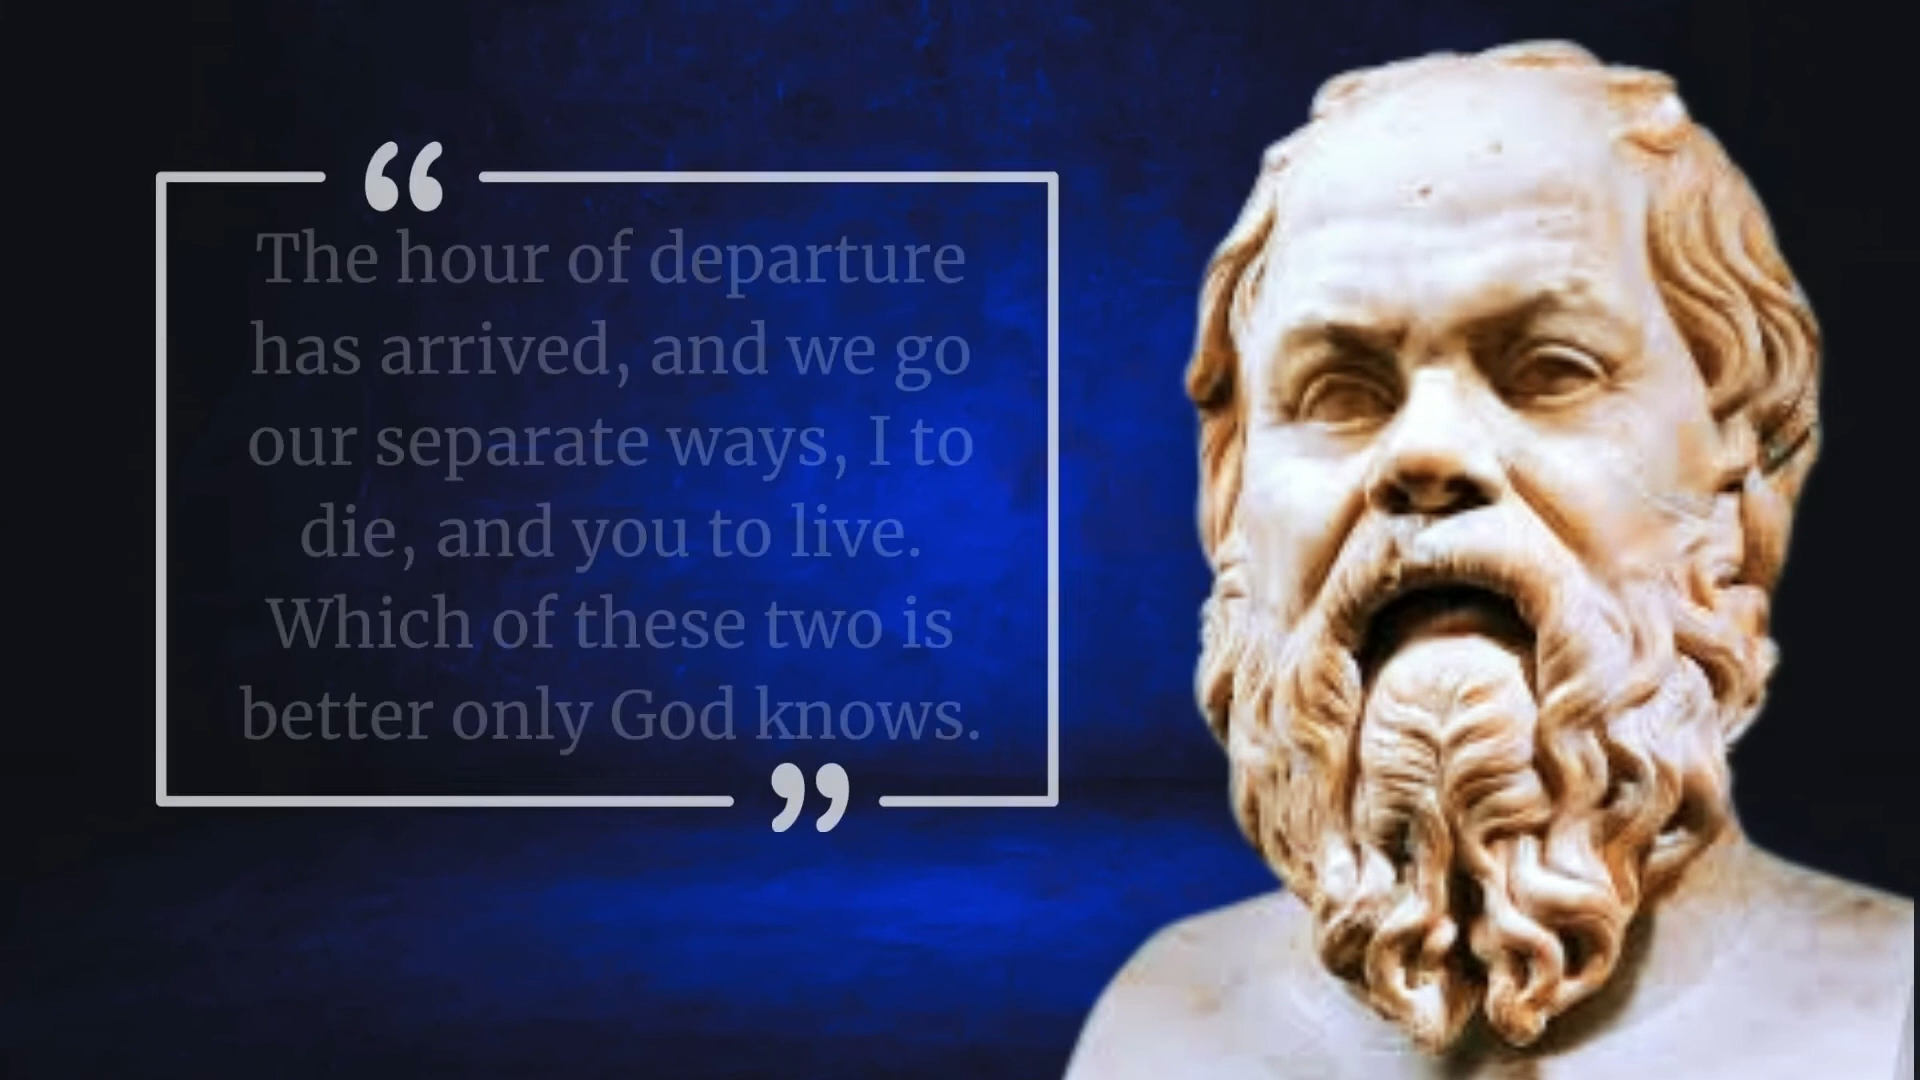 “
The hour of departure
has arrived, and we go
our separate ways, I to
die, and you to live.
Which of these two is
better only God knows.
”